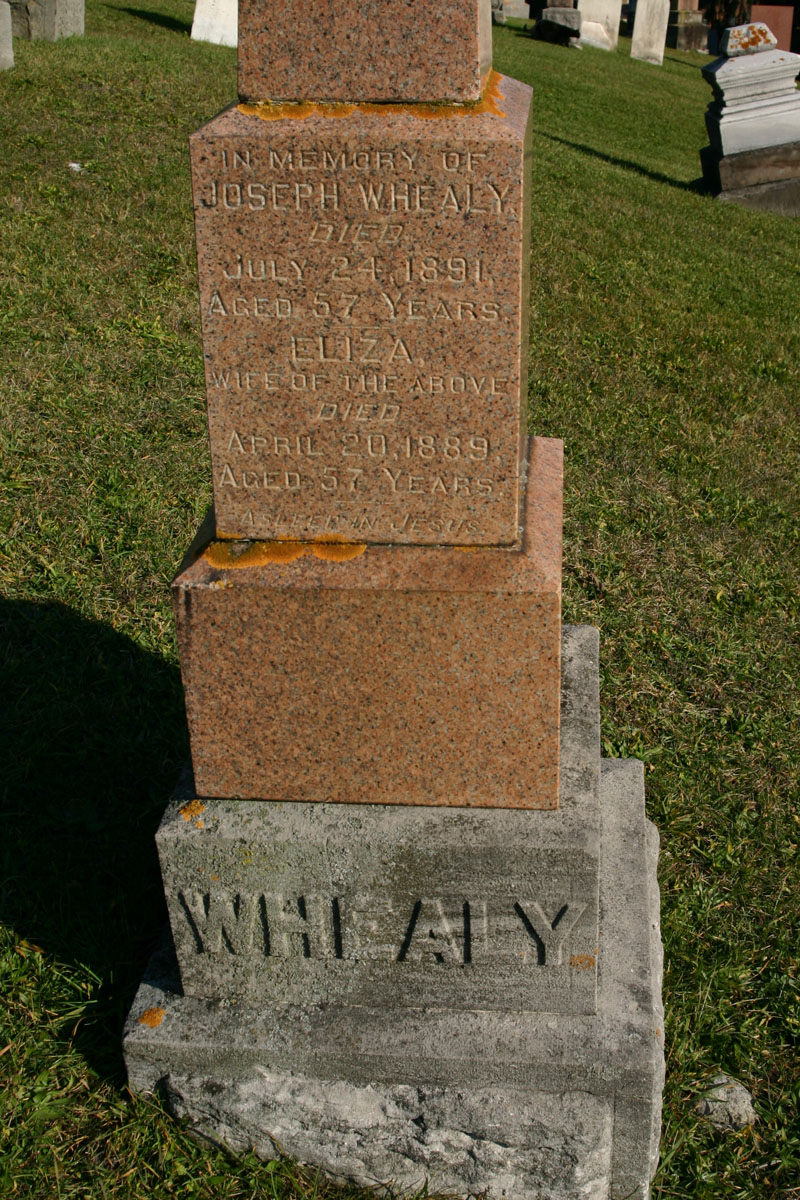 IN MEMORY OF
JOSEPH WHEALY,
DIED
JULY 24, 1891,
AGED 57 YEARS.
ELIZA,
WIFE OF THE ABOVE
DIED
APRIL 20, 1889,
AGED 57 YEARS.
ASLEEP IN JESUS
WHEALY